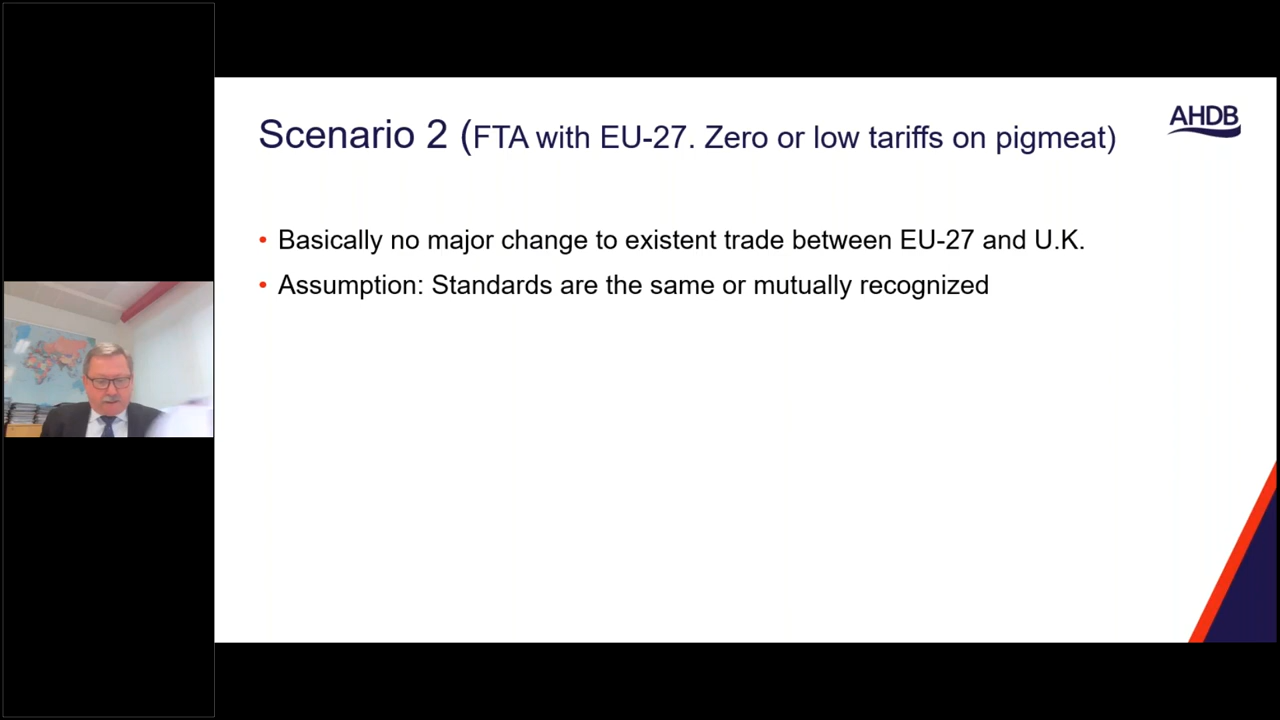 Scenario 2 (FTA with EU-27. Zero or low tariffs on pigmeat)
AHDB
• Basically no major change to existent trade between EU-27 and U.K.
• Assumption: Standards are the same or mutually recognized